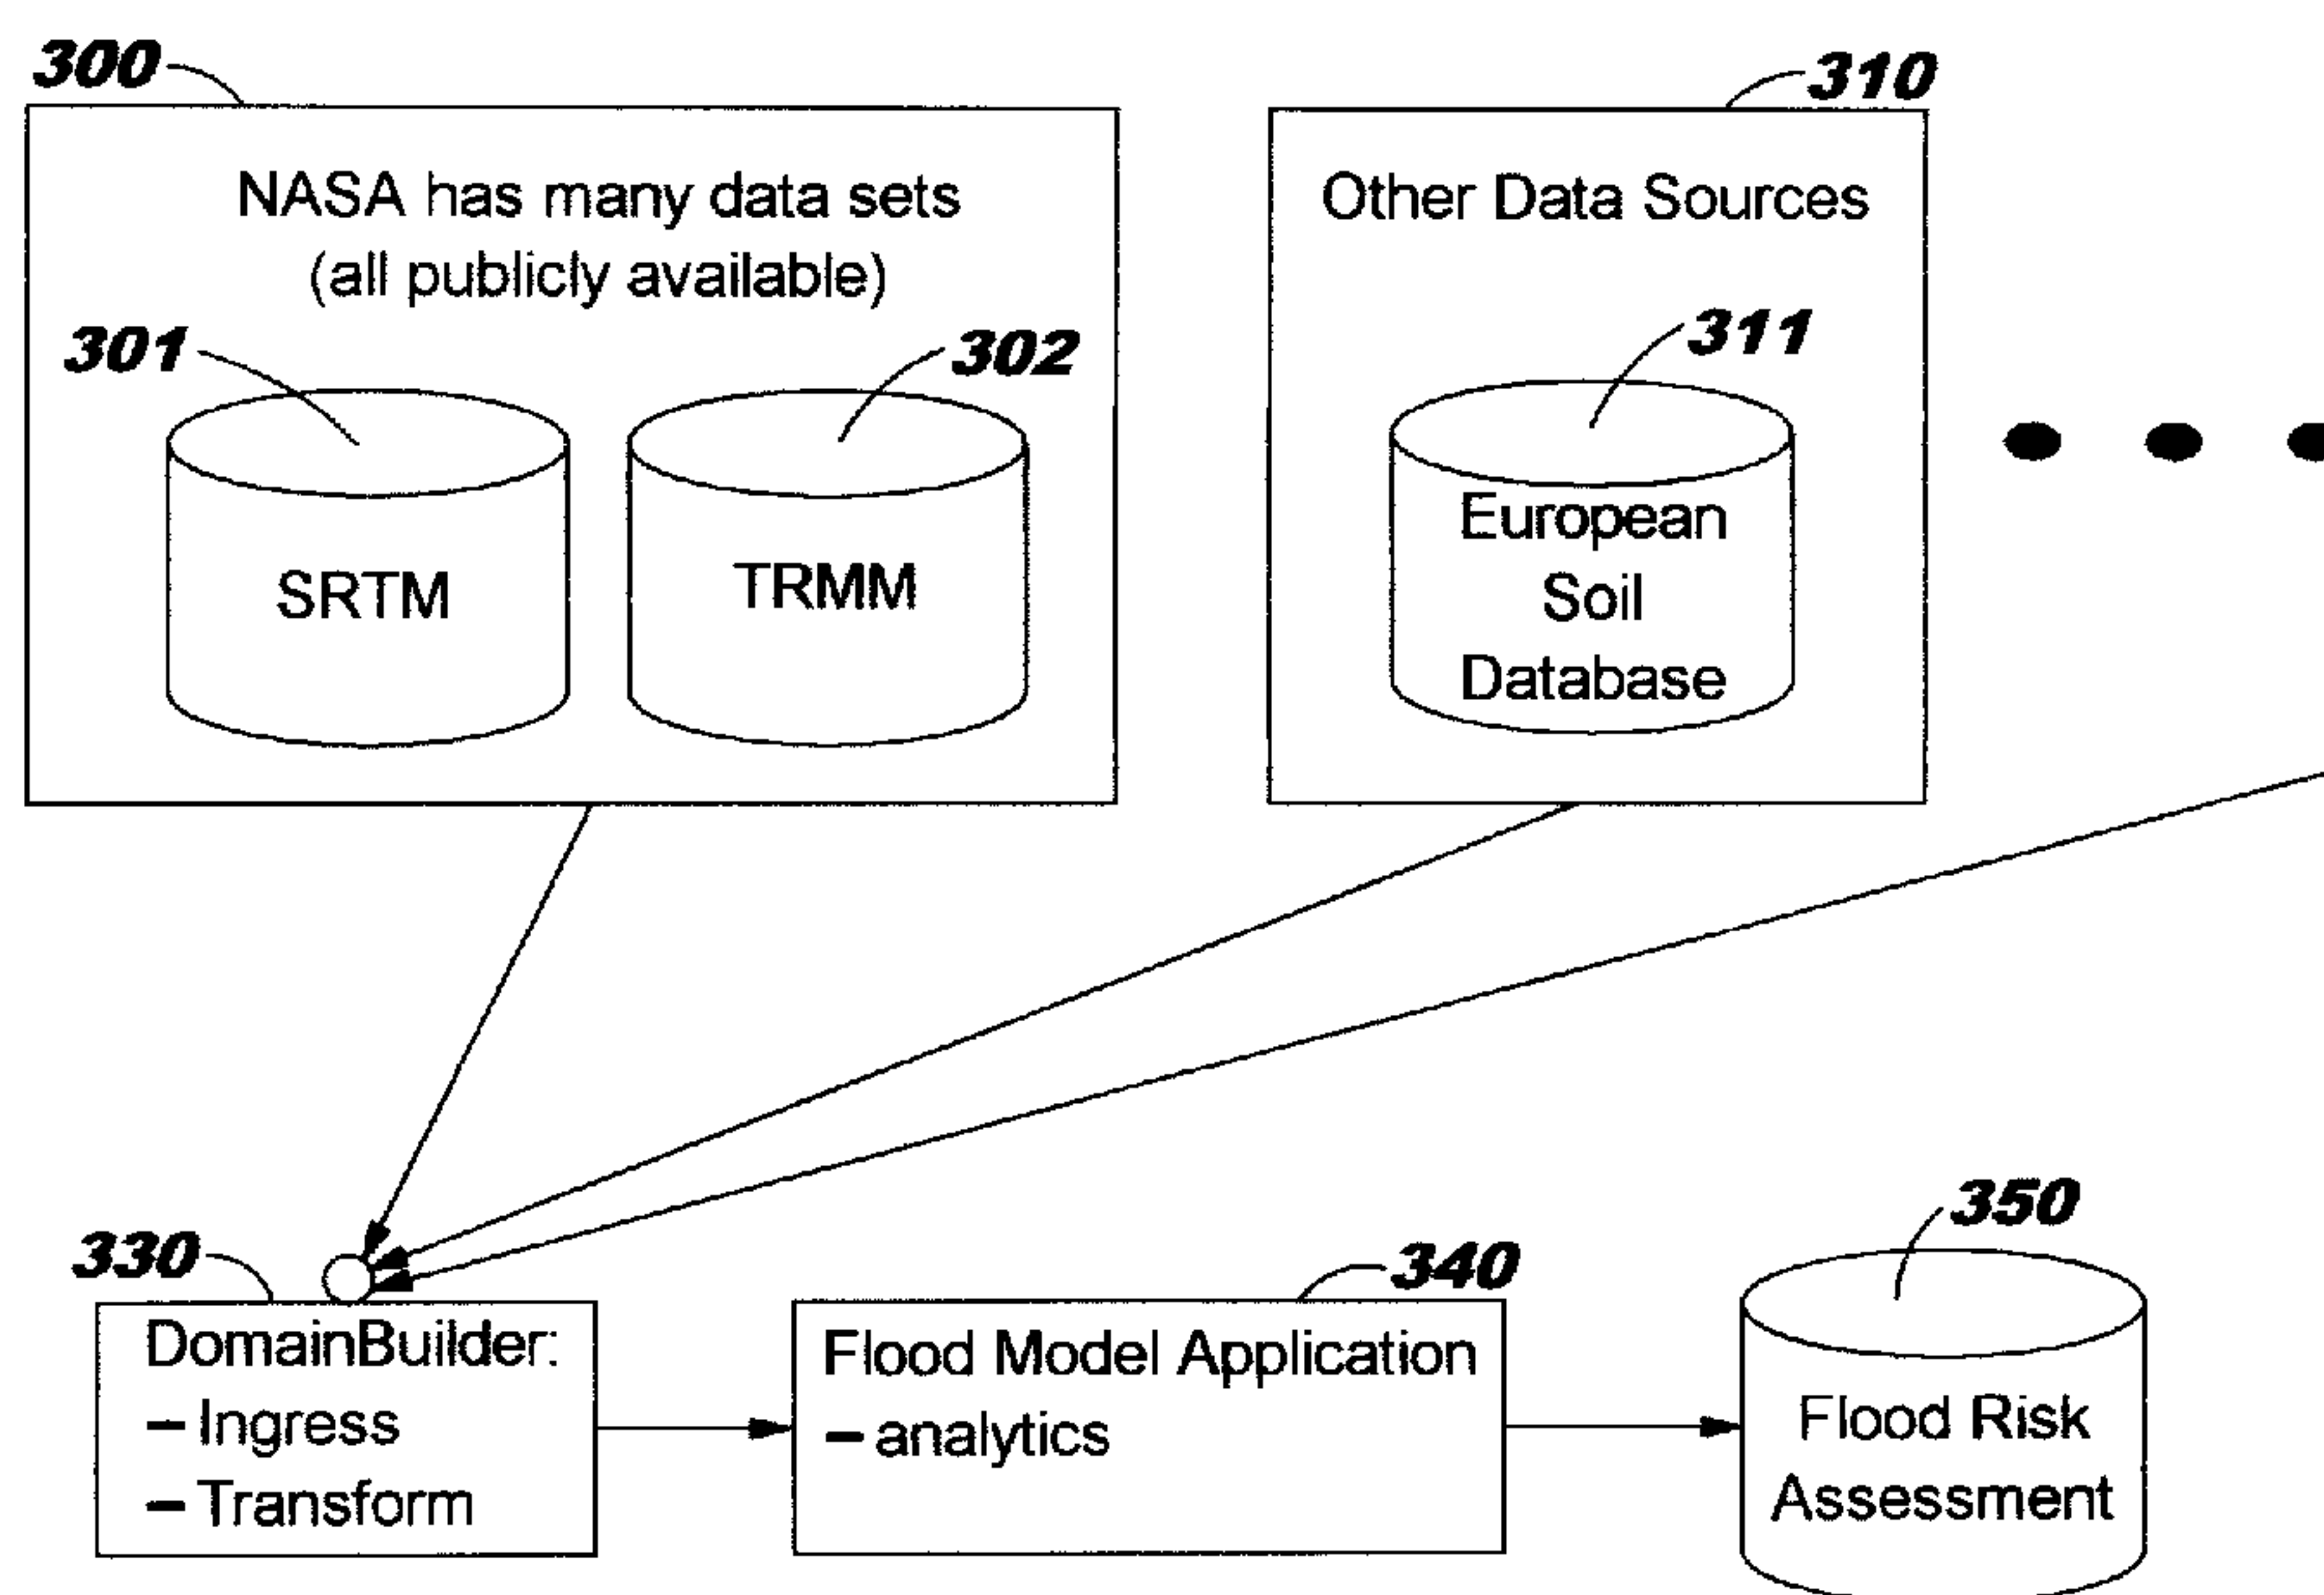 300
310
NASA has many data sets
(all publicly available)
Other Data Sources
301
302
311
SRTM
TRMM
European
Soil
Database
330
340
350
DomainBuilder:
– Ingress
– Transform
Flood Model Application
– analytics
Flood Risk
Assessment